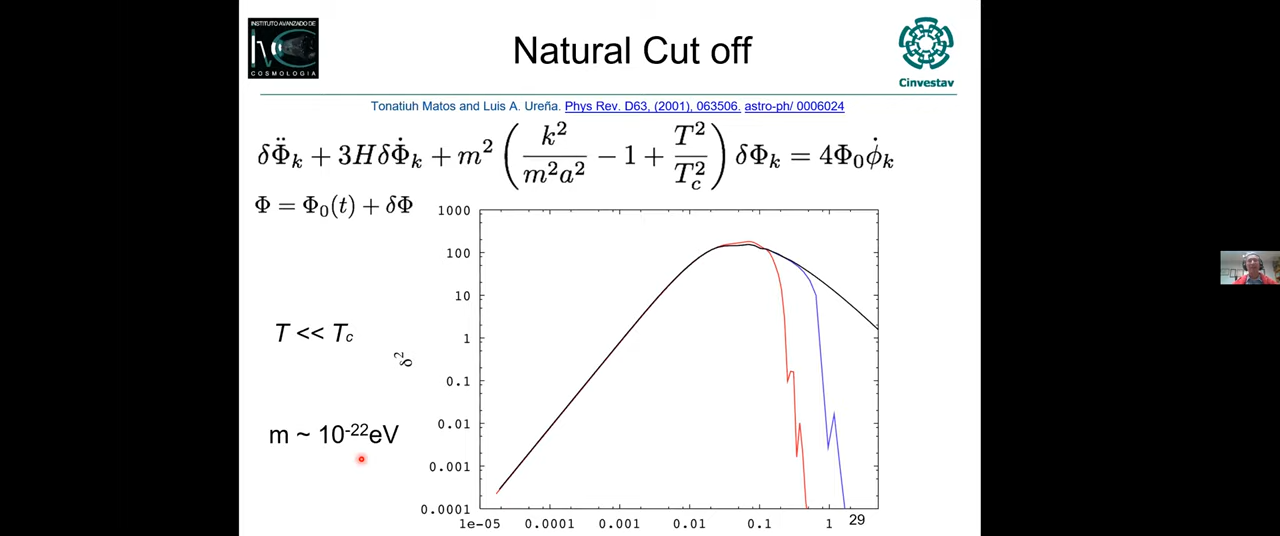 INSTITUTO AVANZADO DE
COSMOLOGIA
Natural Cut off
Cinvestav
Tonatiuh Matos and Luis A. Ureña. Phys Rev. D63, (2001), 063506. astro-ph/ 0006024
δΦ̈ₖ + 3HδΦ̇ₖ + m² ( k²/m²a² − 1 + T²/T_c² ) δΦₖ = 4Φ₀ϕ̇ₖ
Φ = Φ₀(t) + δΦ
T << Tc
m ~ 10⁻²²eV
δ²
1000
100
10
1
0.1
0.01
0.001
0.0001
1e-05 0.0001 0.001 0.01 0.1 1
29